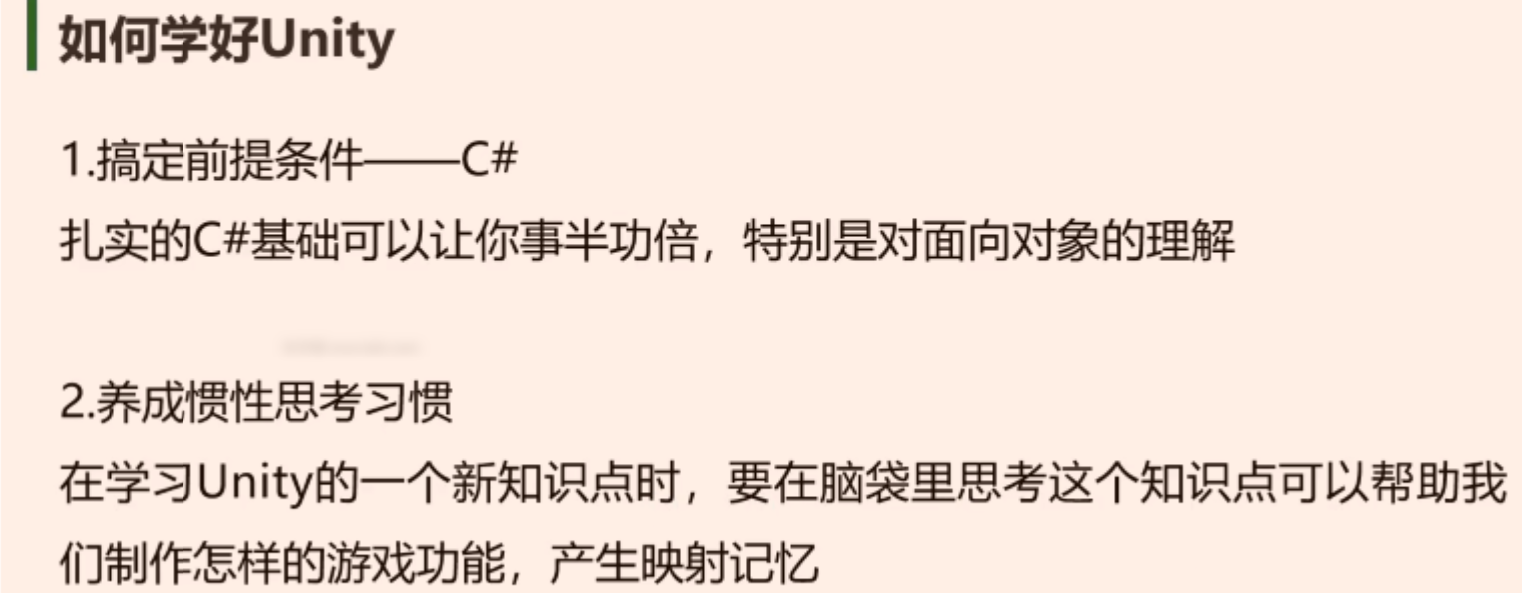 如何学好Unity
1.搞定前提条件——C#
扎实的C#基础可以让你事半功倍，特别是对面向对象的理解
2.养成惯性思考习惯
在学习Unity的一个新知识点时，要在脑袋里思考这个知识点可以帮助我
们制作怎样的游戏功能，产生映射记忆